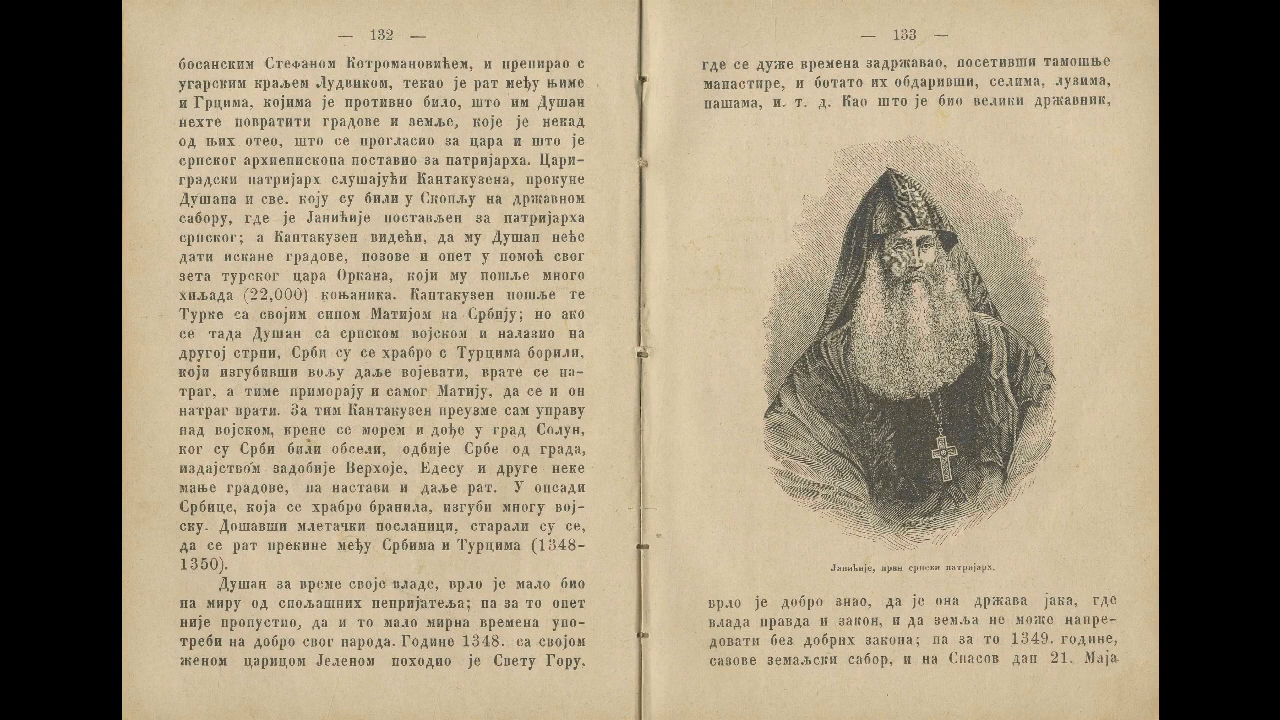 — 132 —
босанским Стефаном Котромановићем, и препирао с
угарским краљем Лудвиком, текао је рат међу њиме
и Грцима, којима је противно било, што им Душан
нехте повратити градове и земље, које је некад
од њих отео, што се прогласио за цара и што је
српског архиепископа поставио за патријарха. Цари-
градски патријарх слушајући Кантакузена, прокуне
Душана и све. коју су били у Скопљу на државном
сабору, где је Јанићије постављен за патријарха
српског; а Кантакузен видећи, да му Душан неће
дати искане градове, позове и опет у помоћ свог
зета турског цара Оркана, који му пошље много
хиљада (22,000) коњаника. Кантакузен пошље те
Турке са својим сином Матијом на Србију; но ако
се тада Душан са српском војском и налазио на
другој страни, Срби су се храбро с Турцима борили,
који изгубивши вољу даље војевати, врате се на-
траг, а тиме приморају и самог Матију, да се и он
натраг врати. За тим Кантакузен преузме сам управу
над војском, крене се морем и дође у град Солун,
ког су Срби били обсели, одбије Србе од града,
издајством задобије Верхоје, Едесу и друге неке
мање градове, па настави и даље рат. У опсади
Србице, која се храбро бранила, изгуби многу вој-
ску. Дошавши млетачки посланици, старали су се,
да се рат прекине међу Србима и Турцима (1348-
1350).
Душан за време своје владе, врло је мало био
на миру од спољашних непријатеља; па за то опет
није пропустио, да и то мало мирна времена упо-
треби на добро свог народа. Године 1348. са својом
женом царицом Јеленом походио је Свету Гору,
— 133 —
где се дуже времена задржавао, посетивши тамошње
манастире, и богато их обдаривши, селима, лузима,
пашама, и. т. д. Као што је био велики државник,
Јанићије, први српски патријарх.
врло је добро знао, да је она држава јака, где
влада правда и закон, и да земља не може напре-
довати без добрих закона; па за то 1349. године,
сазове земаљски сабор, и на Спасов дан 21. Маја